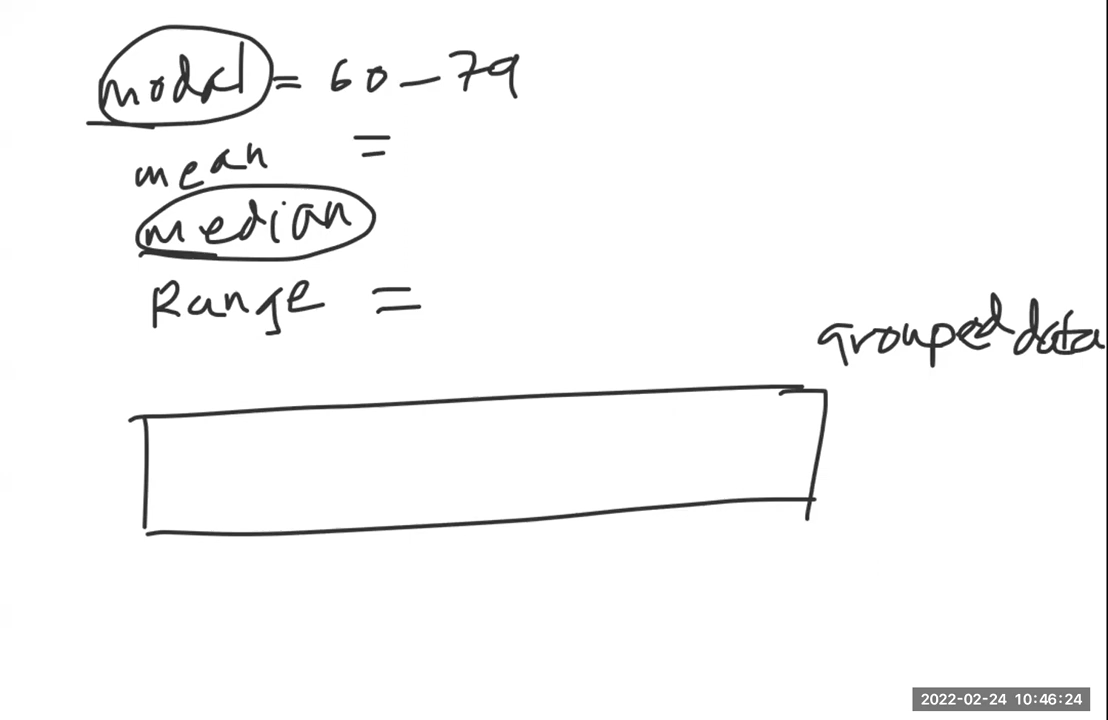 modal = 60 - 79
mean =
median
Range =
grouped data
2022-02-24 10:46:24